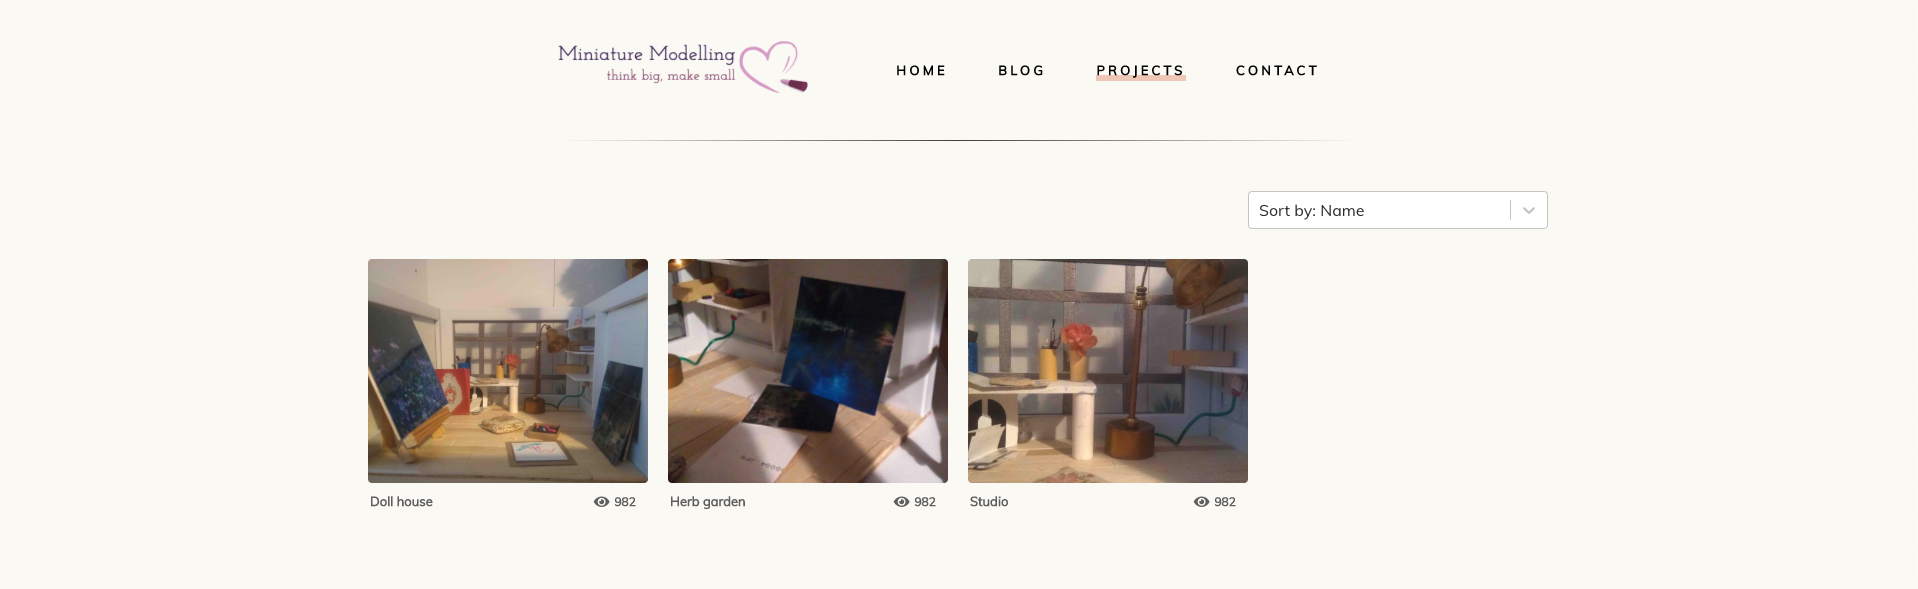 Miniature Modelling
think big, make small
HOME
BLOG
PROJECTS
CONTACT
Sort by: Name
Doll house
982
Herb garden
982
Studio
982